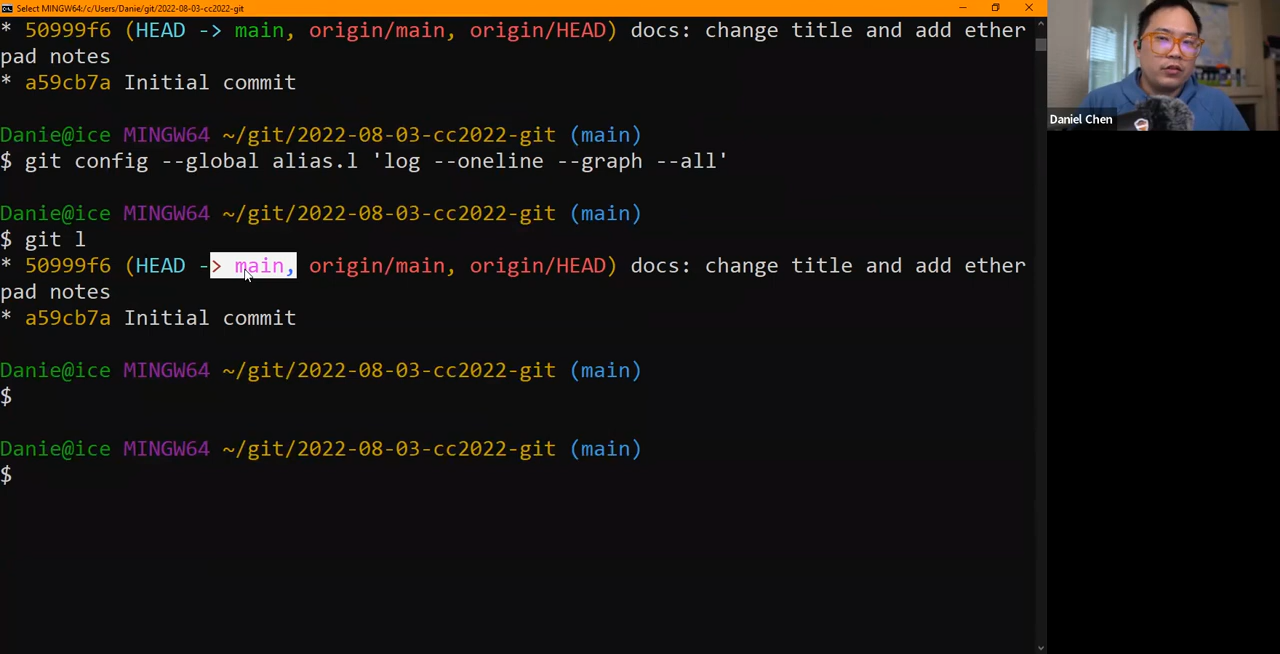 Select MINGW64:/c/Users/Danie/git/2022-08-03-cc2022-git
* 50999f6 (HEAD -> main, origin/main, origin/HEAD) docs: change title and add ether
pad notes
* a59cb7a Initial commit
Danie@ice MINGW64 ~/git/2022-08-03-cc2022-git (main)
$ git config --global alias.l 'log --oneline --graph --all'
Danie@ice MINGW64 ~/git/2022-08-03-cc2022-git (main)
$ git l
* 50999f6 (HEAD -> main, origin/main, origin/HEAD) docs: change title and add ether
pad notes
* a59cb7a Initial commit
Danie@ice MINGW64 ~/git/2022-08-03-cc2022-git (main)
$
Danie@ice MINGW64 ~/git/2022-08-03-cc2022-git (main)
$
Daniel Chen